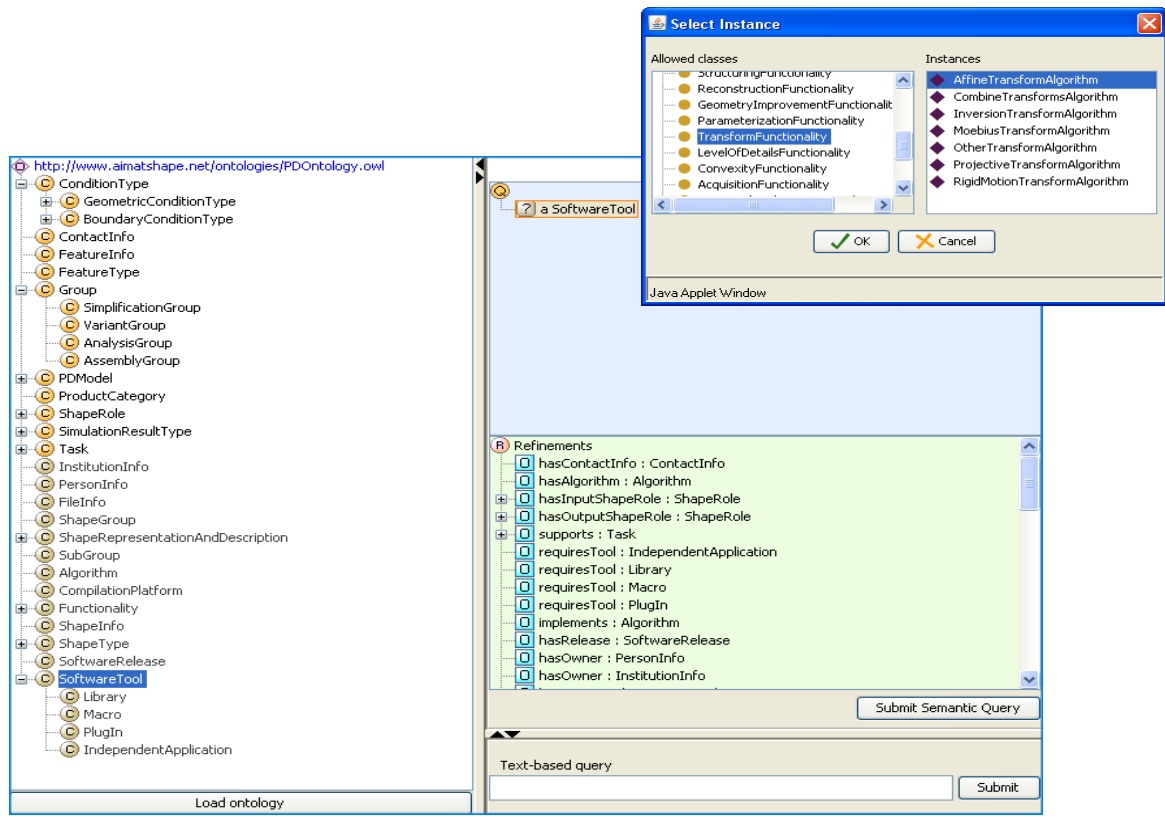 Select Instance
Allowed classes
StructuringFunctionality
ReconstructionFunctionality
GeometryImprovementFunctionalit
ParameterizationFunctionality
TransformFunctionality
LevelOfDetailsFunctionality
ConvexityFunctionality
AcquisitionFunctionality
Instances
AffineTransformAlgorithm
CombineTransformsAlgorithm
InversionTransformAlgorithm
MoebiusTransformAlgorithm
OtherTransformAlgorithm
ProjectiveTransformAlgorithm
RigidMotionTransformAlgorithm
OK
Cancel
Java Applet Window
http://www.aimatshape.net/ontologies/PDOntology.owl
C ConditionType
C GeometricConditionType
C BoundaryConditionType
C ContactInfo
C FeatureInfo
C FeatureType
C Group
C SimplificationGroup
C VariantGroup
C AnalysisGroup
C AssemblyGroup
C PDModel
C ProductCategory
C ShapeRole
C SimulationResultType
C Task
C InstitutionInfo
C PersonInfo
C FileInfo
C ShapeGroup
C ShapeRepresentationAndDescription
C SubGroup
C Algorithm
C CompilationPlatform
C Functionality
C ShapeInfo
C ShapeType
C SoftwareRelease
C SoftwareTool
C Library
C Macro
C PlugIn
C IndependentApplication
Load ontology
Q
? a SoftwareTool
R Refinements
O hasContactInfo : ContactInfo
O hasAlgorithm : Algorithm
O hasInputShapeRole : ShapeRole
O hasOutputShapeRole : ShapeRole
O supports : Task
O requiresTool : IndependentApplication
O requiresTool : Library
O requiresTool : Macro
O requiresTool : PlugIn
O implements : Algorithm
O hasRelease : SoftwareRelease
O hasOwner : PersonInfo
O hasOwner : InstitutionInfo
Submit Semantic Query
Text-based query
Submit